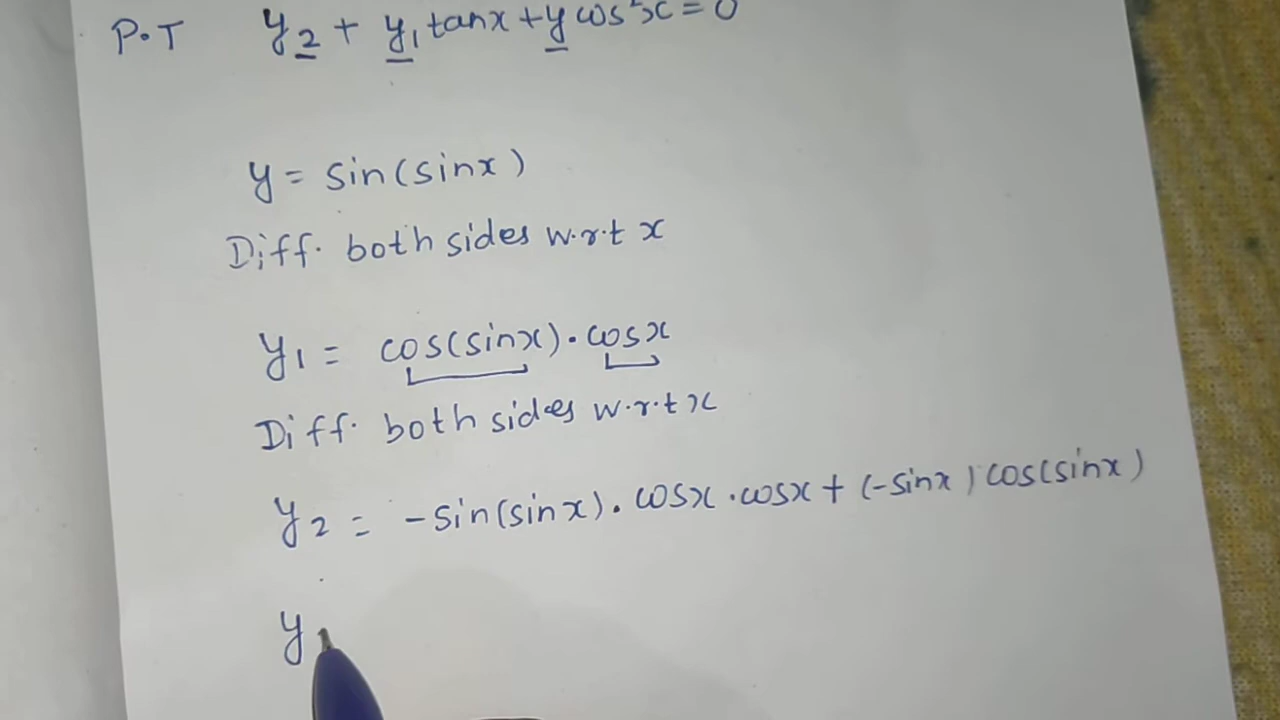 P.T y₂ + y₁ tanx + y cos²x = 0
y = sin(sinx)
Diff. both sides w.r.t x
y₁ = cos(sinx) . cosx
Diff. both sides w.r.t x
y₂ = -sin(sinx) . cosx . cosx + (-sinx) cos(sinx)
y